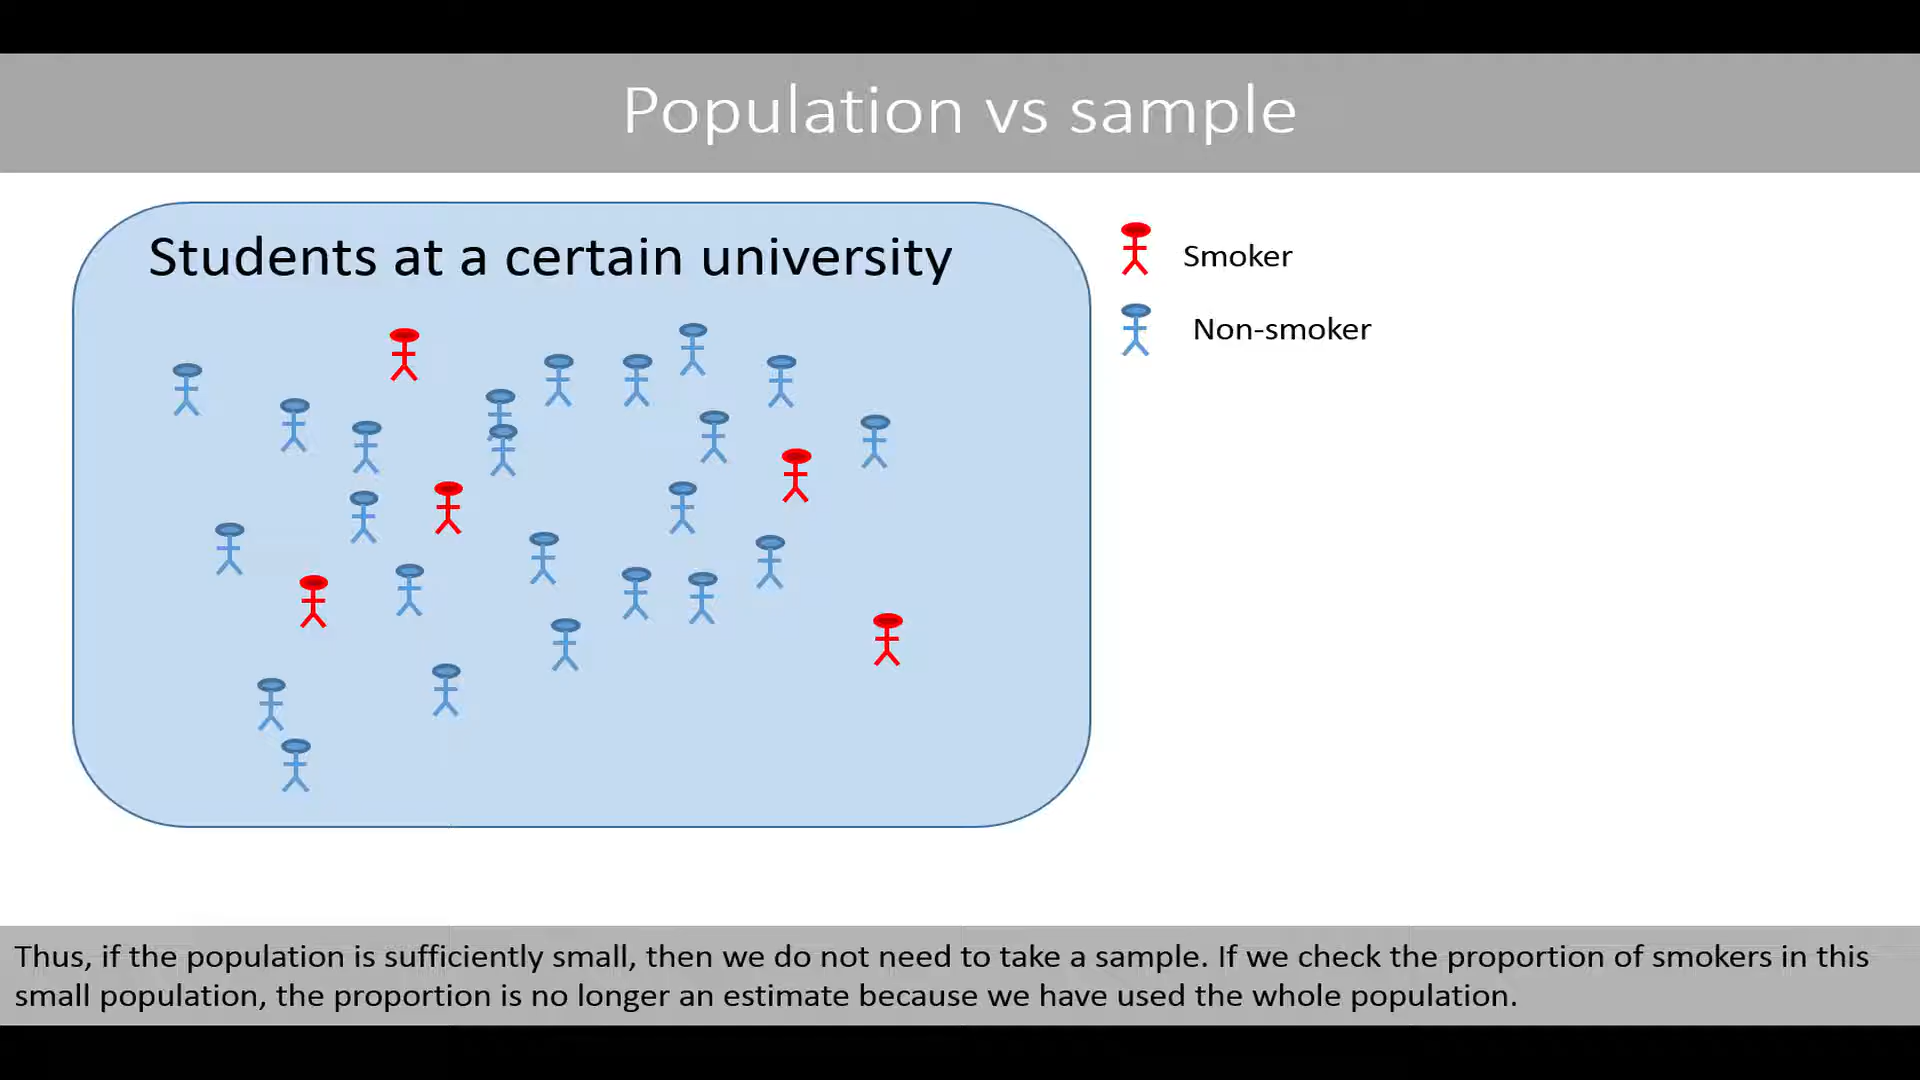 Population vs sample
Students at a certain university
Smoker
Non-smoker
Thus, if the population is sufficiently small, then we do not need to take a sample. If we check the proportion of smokers in this
small population, the proportion is no longer an estimate because we have used the whole population.